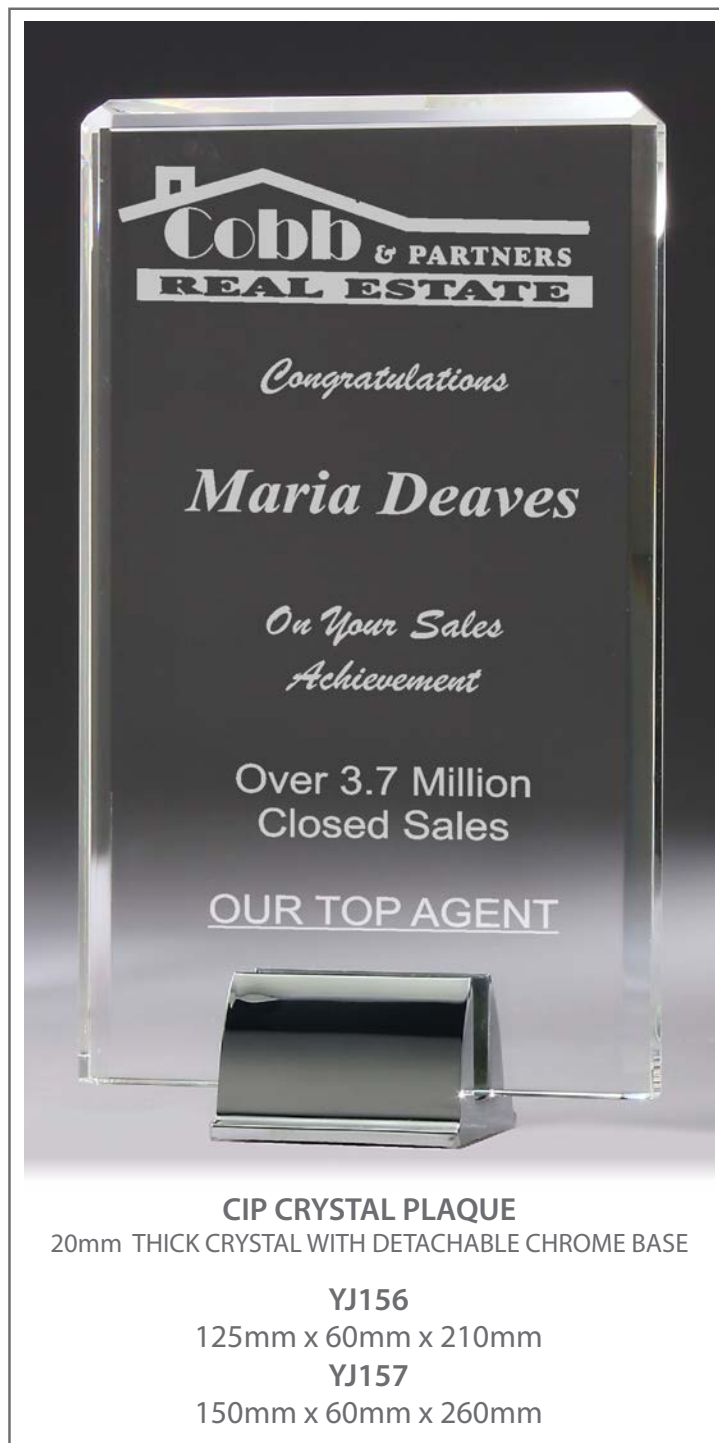 Cobb & PARTNERS
REAL ESTATE
Congratulations
Maria Deaves
On Your Sales
Achievement
Over 3.7 Million
Closed Sales
OUR TOP AGENT
CIP CRYSTAL PLAQUE
20mm THICK CRYSTAL WITH DETACHABLE CHROME BASE
YJ156
125mm x 60mm x 210mm
YJ157
150mm x 60mm x 260mm